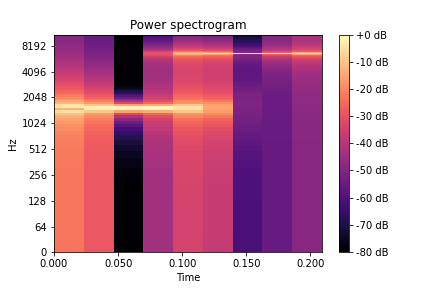 Power spectrogram
8192
4096
2048
1024
512
256
128
64
0
Hz
0.000
0.050
0.100
0.150
0.200
Time
+0 dB
-10 dB
-20 dB
-30 dB
-40 dB
-50 dB
-60 dB
-70 dB
-80 dB